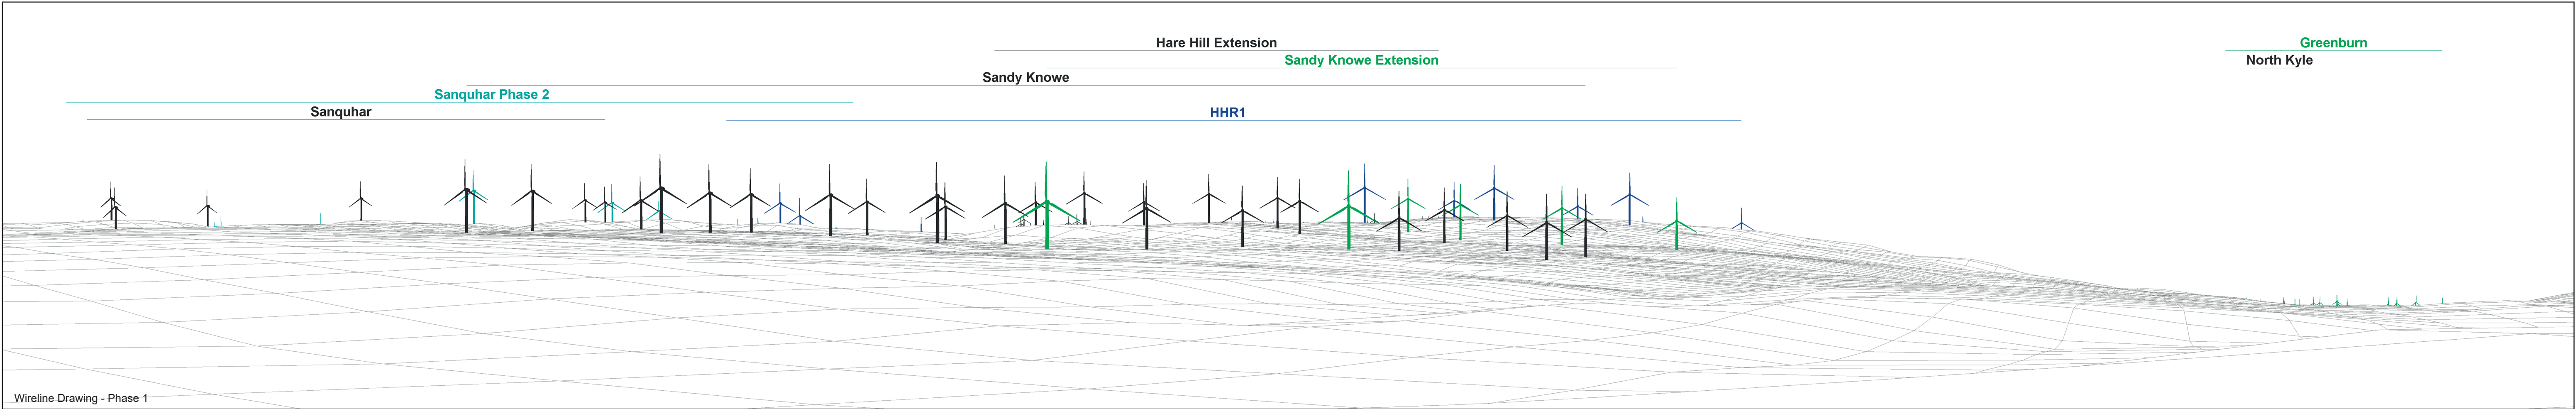 Hare Hill Extension
Greenburn
Sandy Knowe Extension
North Kyle
Sandy Knowe
Sanquhar Phase 2
Sanquhar
HHR1
Wireline Drawing - Phase 1